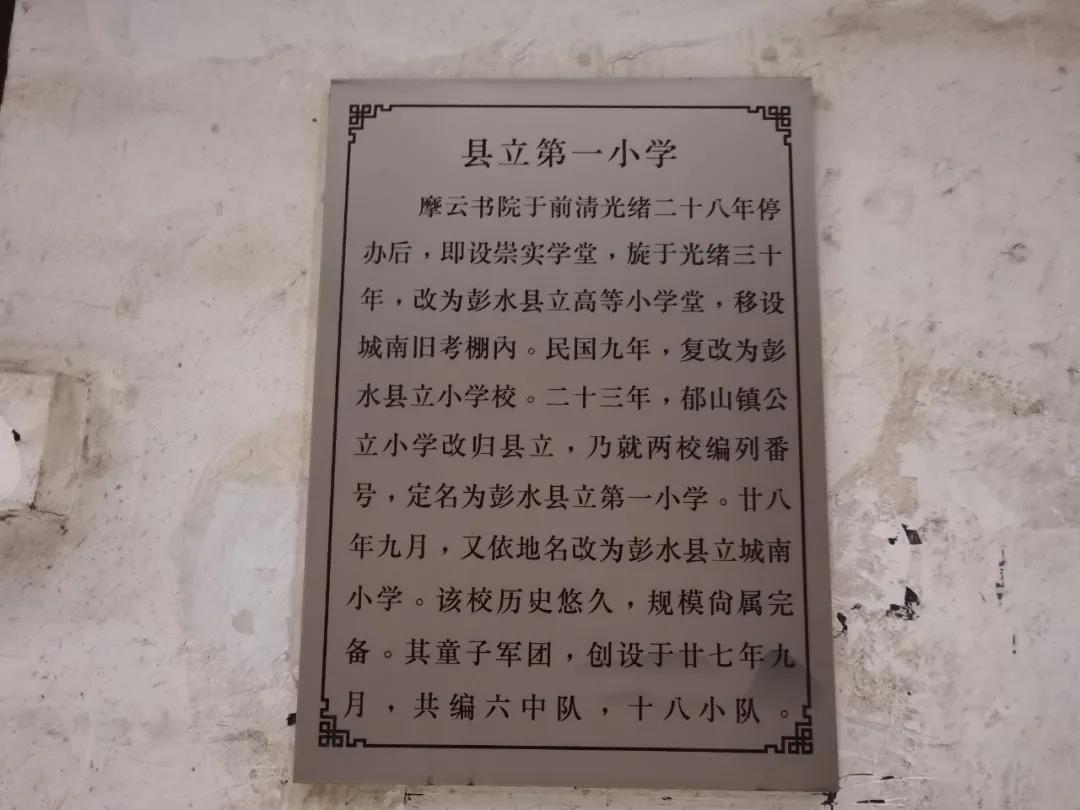 县立第一小学
摩云书院于前清光绪二十八年停
办后，即设崇实学堂，旋于光绪三十
年，改为彭水县立高等小学堂，移设
城南旧考棚内。民国九年，复改为彭
水县立小学校。二十三年，郁山镇公
立小学改归县立，乃就两校编列番
号，定名为彭水县立第一小学。廿八
年九月，又依地名改为彭水县立城南
小学。该校历史悠久，规模尚属完
备。其童子军团，创设于廿七年九
月，共编六中队，十八小队。